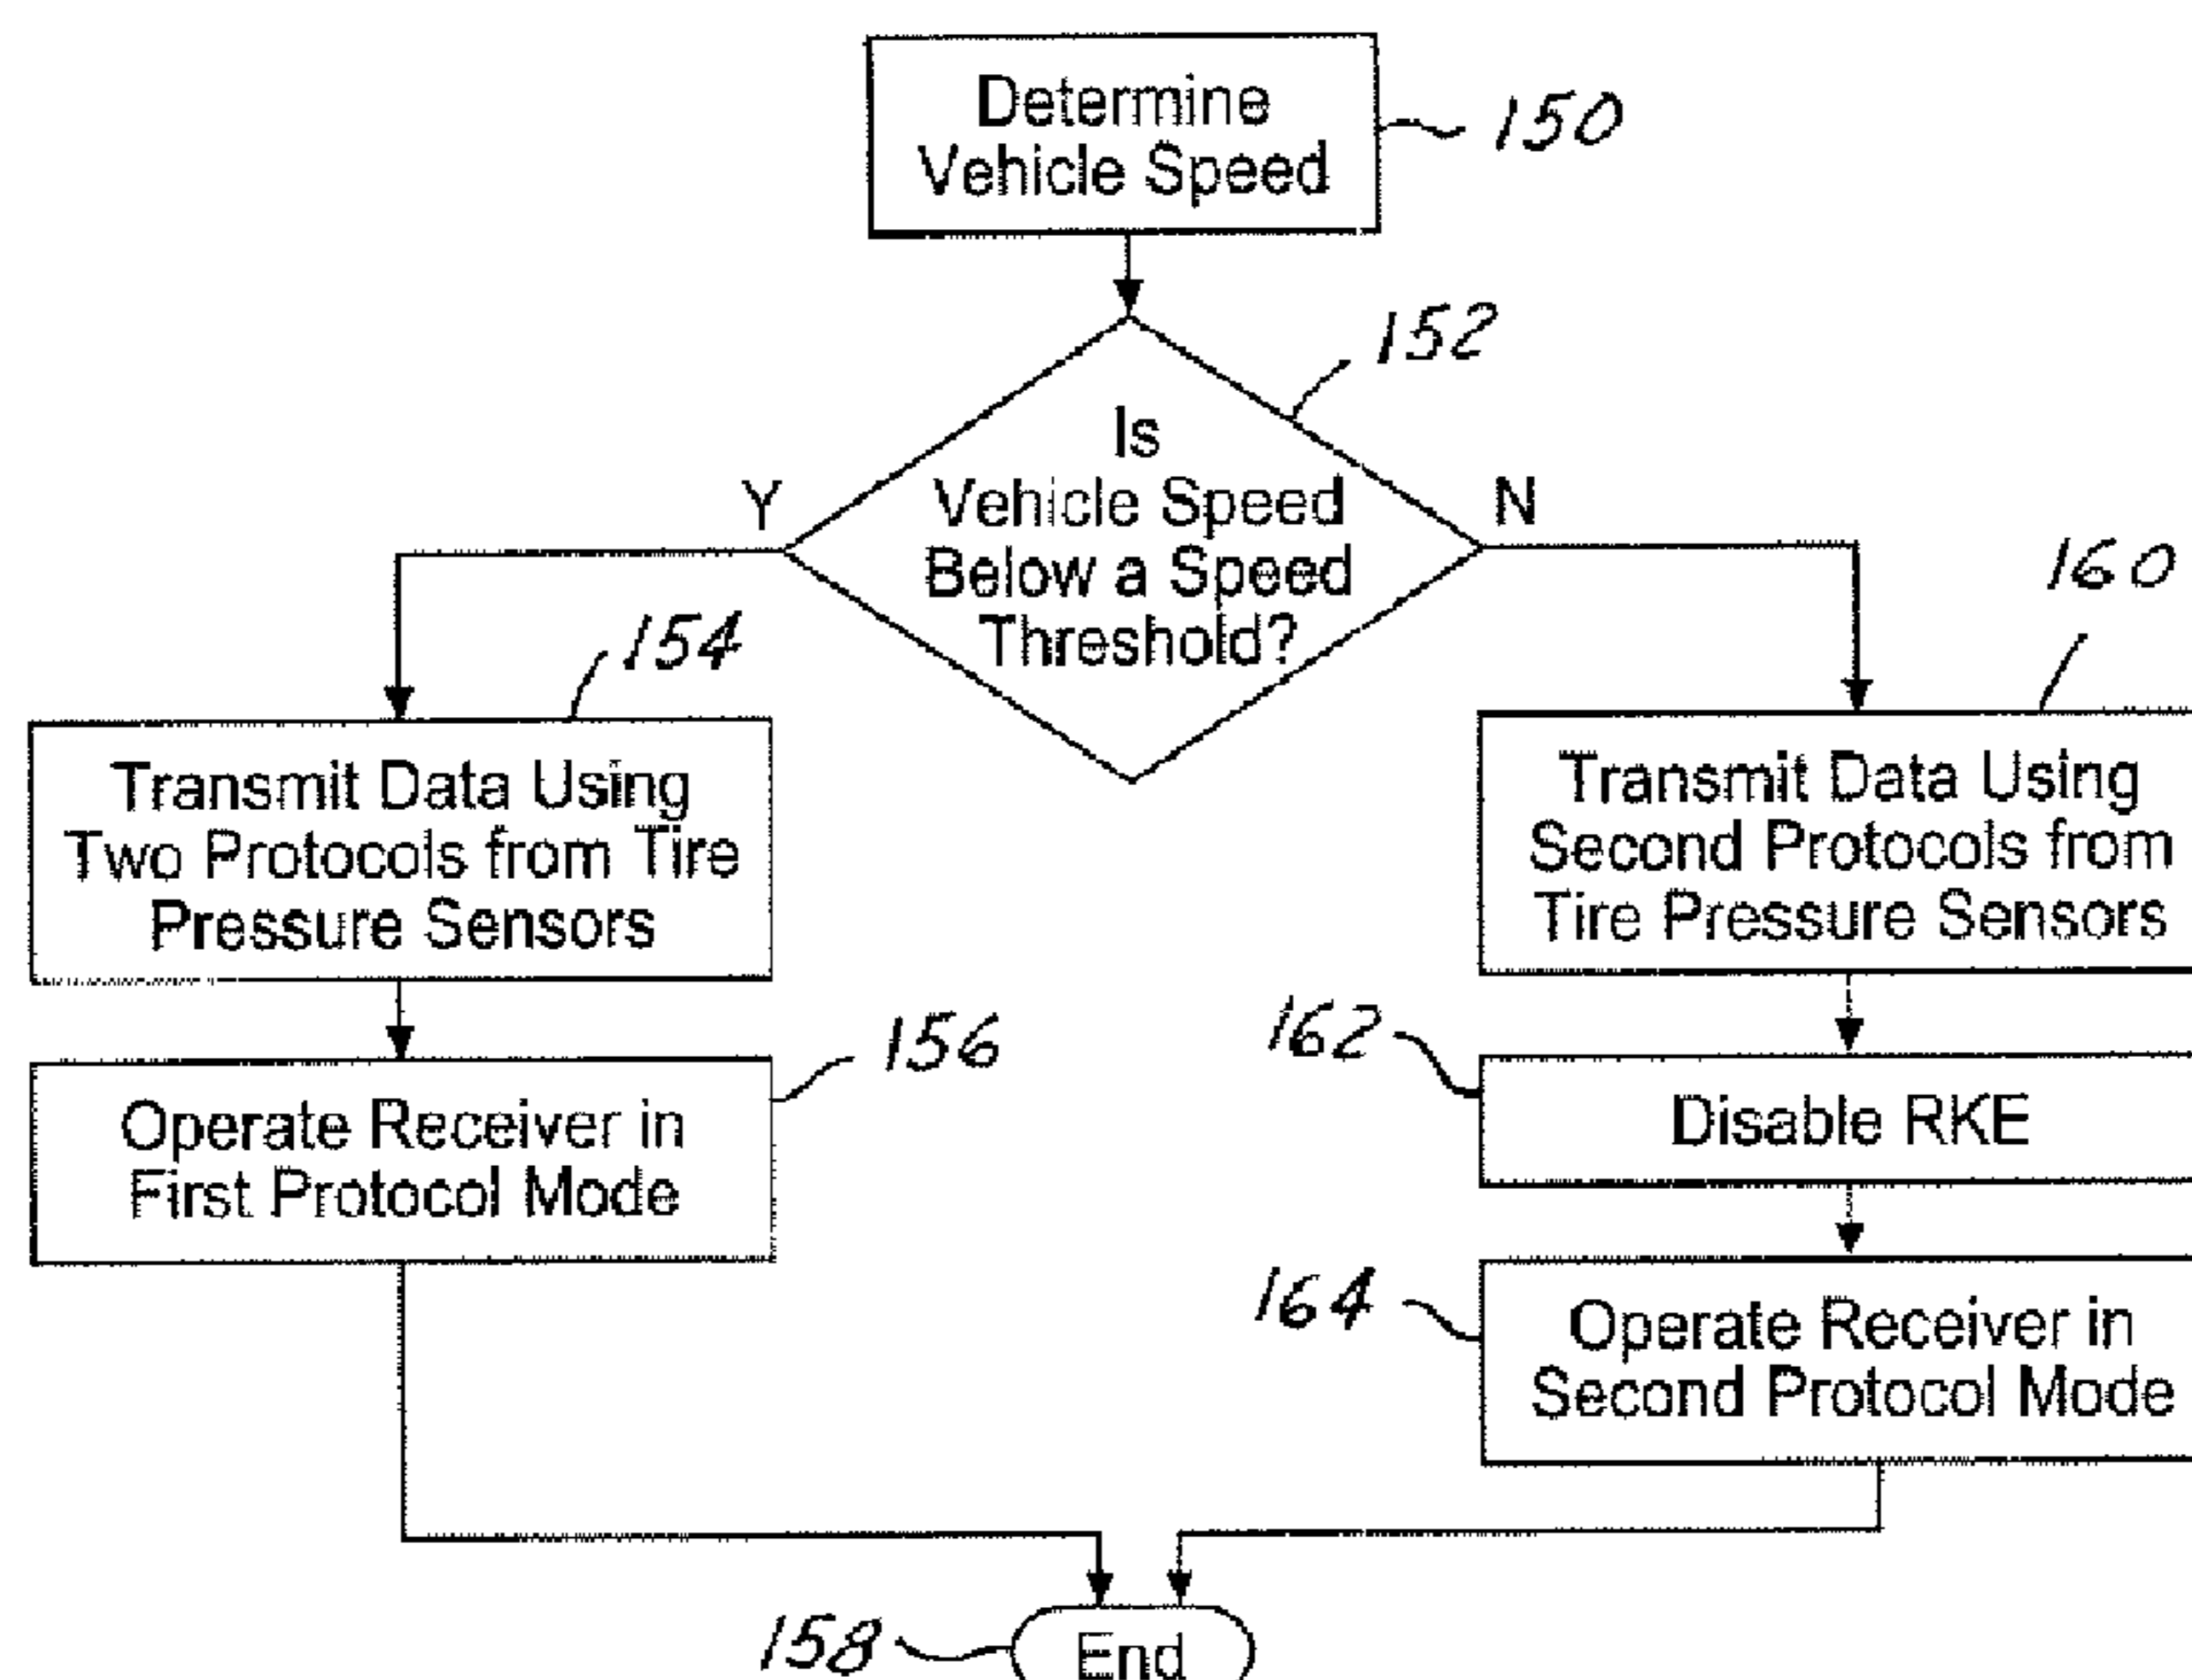 Determine
Vehicle Speed
150
152
Is
Vehicle Speed
Below a Speed
Threshold?
Y
N
160
154
Transmit Data Using
Two Protocols from Tire
Pressure Sensors
Transmit Data Using
Second Protocols from
Tire Pressure Sensors
156
Operate Receiver in
First Protocol Mode
162
Disable RKE
164
Operate Receiver in
Second Protocol Mode
158
End